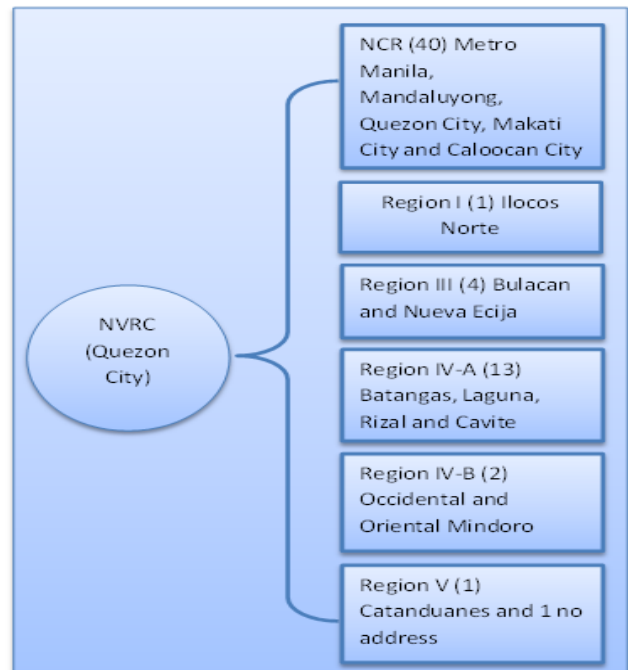 NCR (40) Metro
Manila,
Mandaluyong,
Quezon City, Makati
City and Caloocan City
Region I (1) Ilocos
Norte
Region III (4) Bulacan
and Nueva Ecija
NVRC
(Quezon
City)
Region IV-A (13)
Batangas, Laguna,
Rizal and Cavite
Region IV-B (2)
Occidental and
Oriental Mindoro
Region V (1)
Catanduanes and 1 no
address